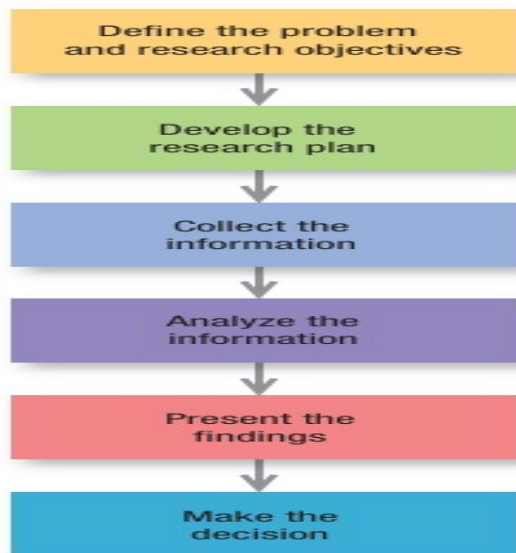 Define the problem
and research objectives
Develop the
research plan
Collect the
information
Analyze the
information
Present the
findings
Make the
decision